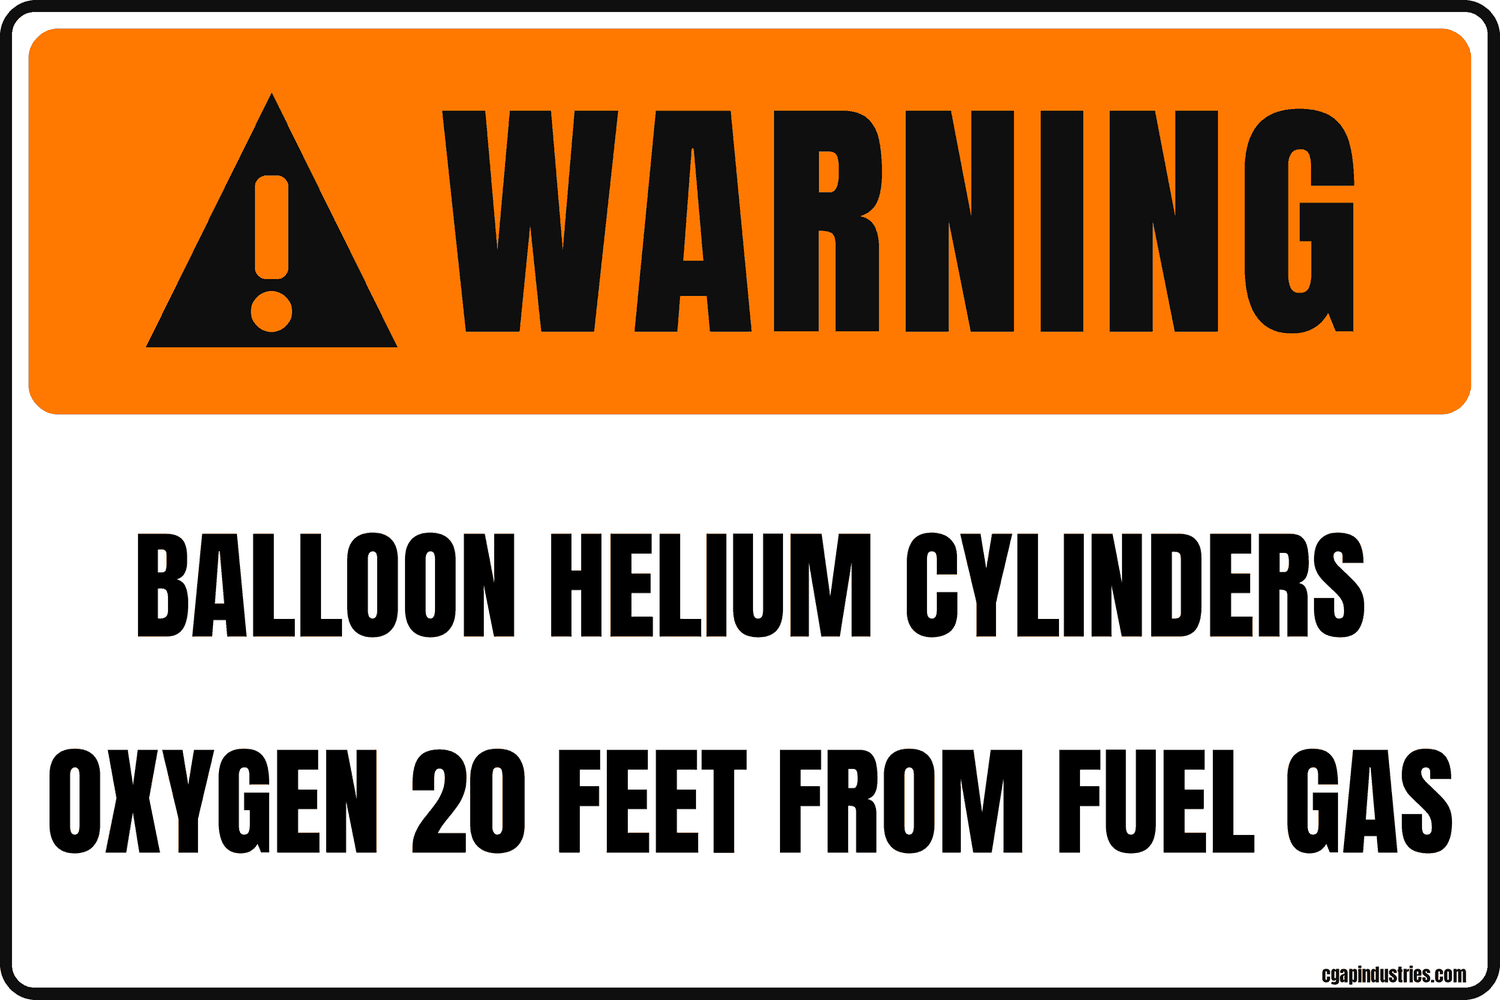 WARNING
BALLOON HELIUM CYLINDERS
OXYGEN 20 FEET FROM FUEL GAS
cgapindustries.com